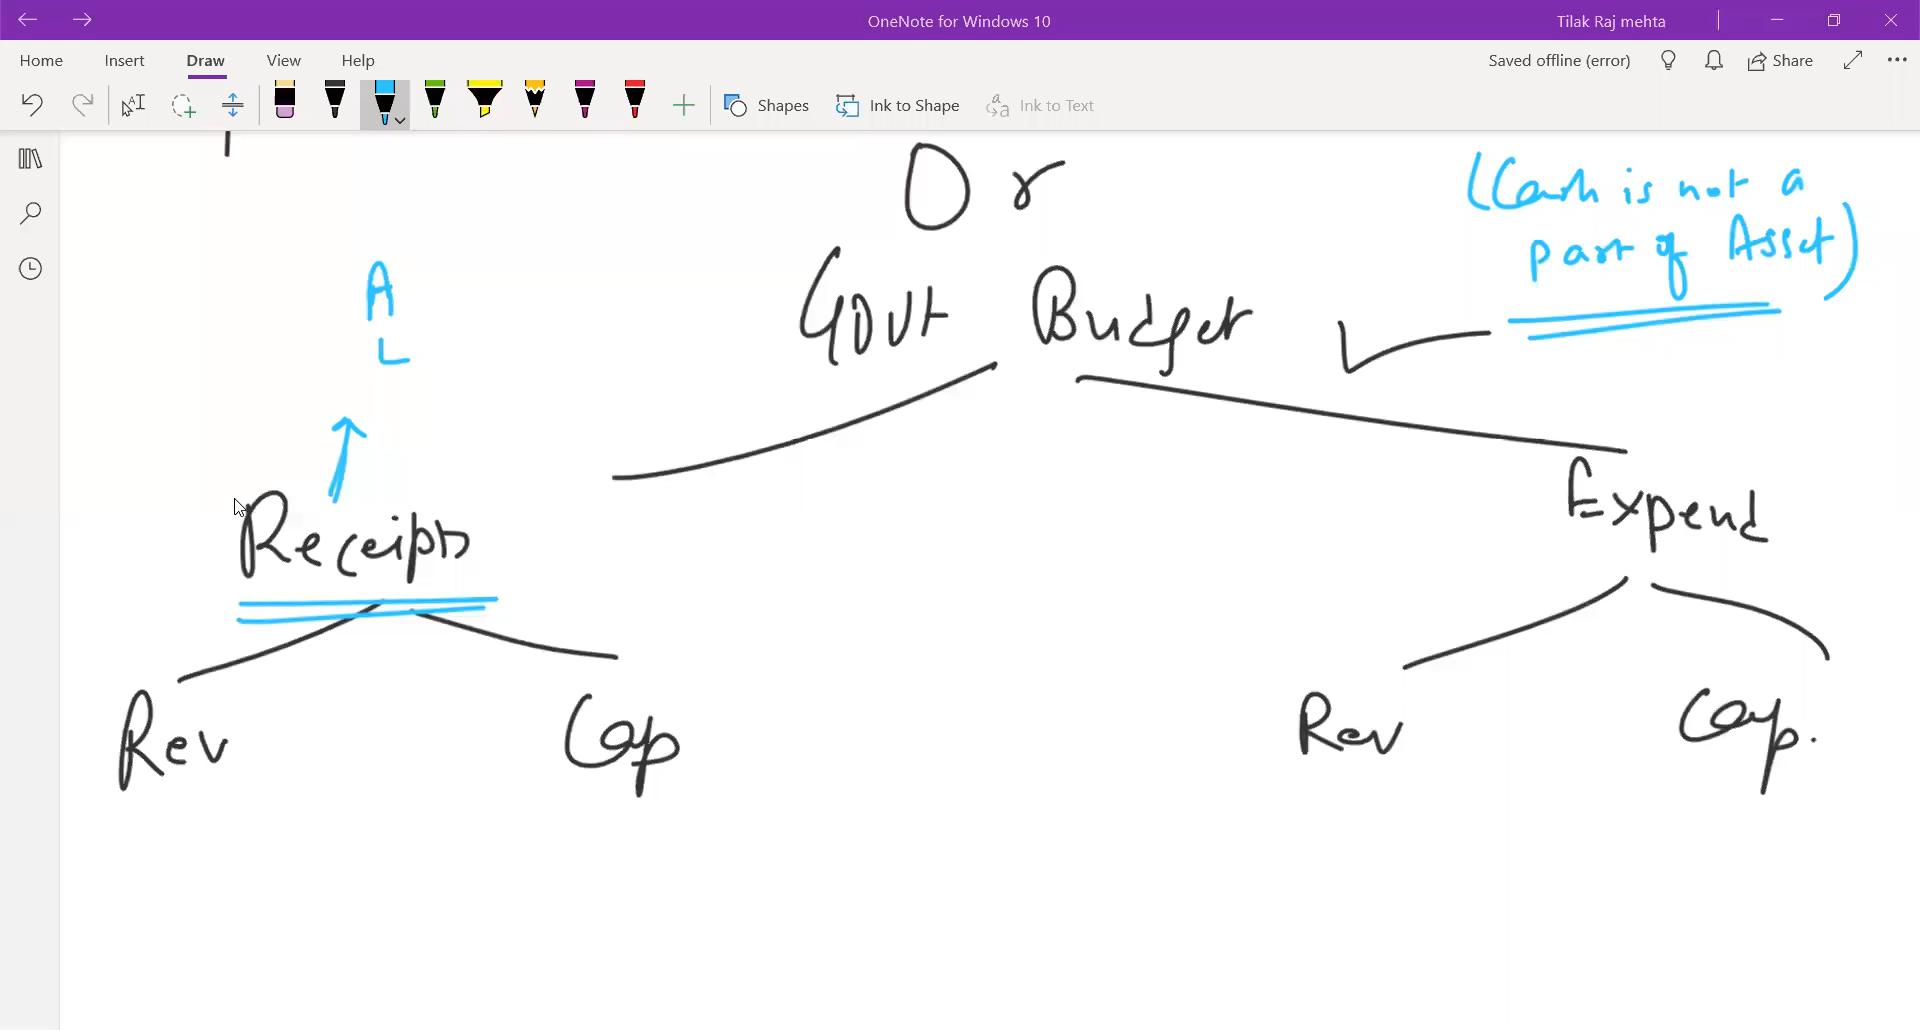 OneNote for Windows 10
Tilak Raj mehta
Home Insert Draw View Help
Saved offline (error)
Share
Shapes
Ink to Shape
Ink to Text
Or
(Cash is not a
part of Asset)
A
L
Govt Budget
Receipts
Expend
Rev
Cap
Rev
Cap.